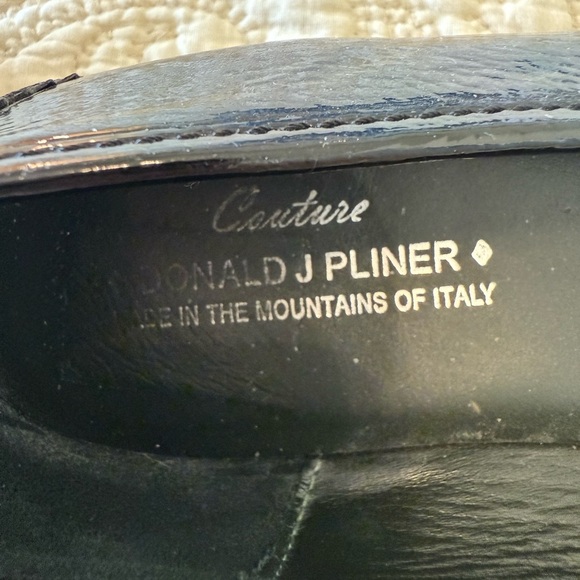 Couture
DONALD J PLINER
MADE IN THE MOUNTAINS OF ITALY